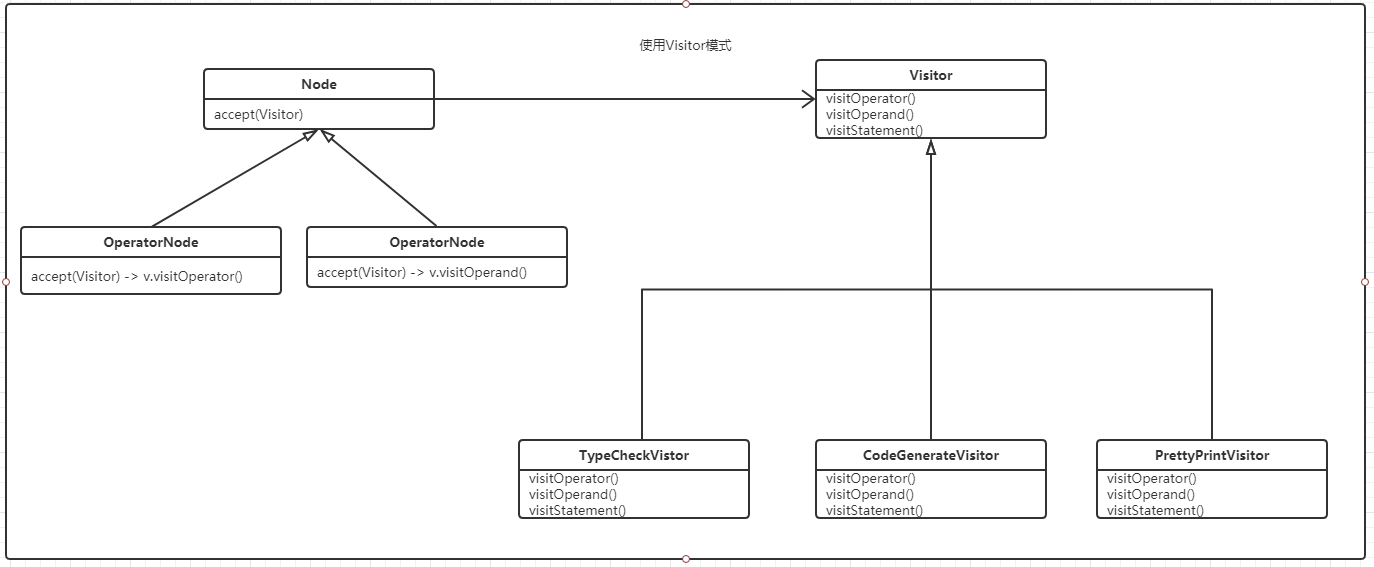 使用Visitor模式
Node
accept(Visitor)
Visitor
visitOperator()
visitOperand()
visitStatement()
OperatorNode
accept(Visitor) -> v.visitOperator()
OperatorNode
accept(Visitor) -> v.visitOperand()
TypeCheckVistor
visitOperator()
visitOperand()
visitStatement()
CodeGenerateVisitor
visitOperator()
visitOperand()
visitStatement()
PrettyPrintVisitor
visitOperator()
visitOperand()
visitStatement()